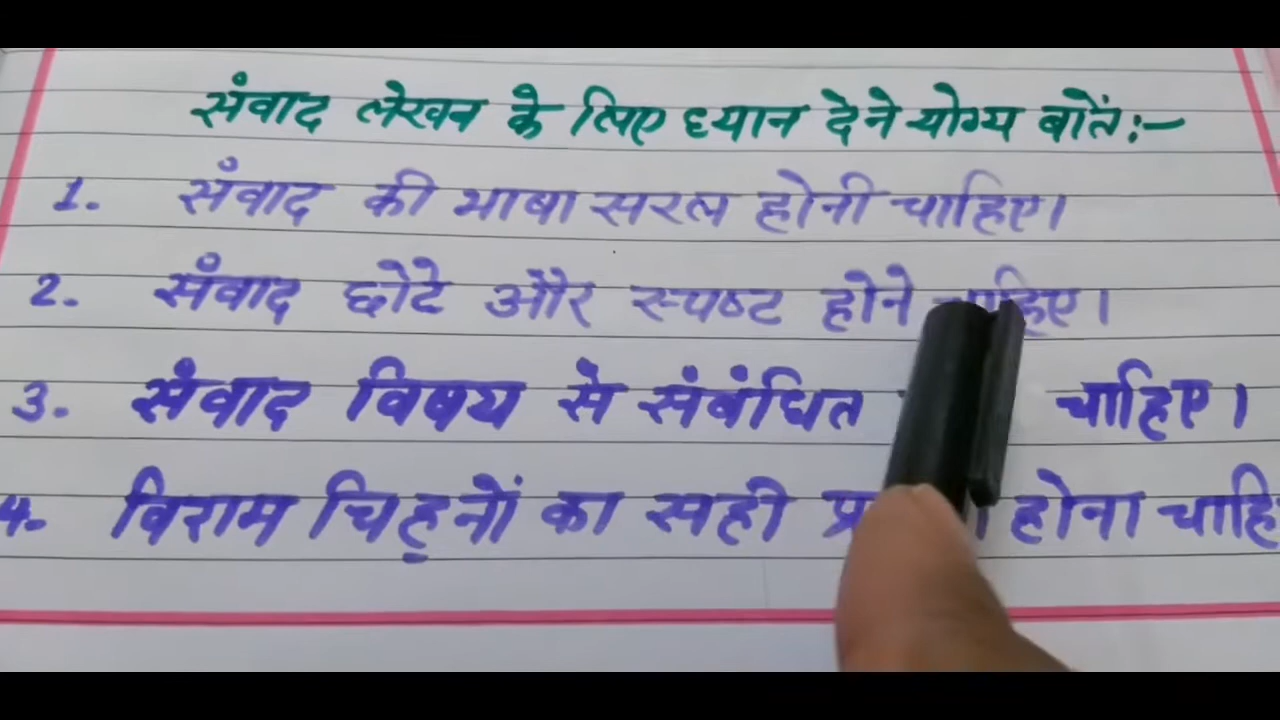 संवाद लेखन के लिए ध्यान देने योग्य बातें:-
1. संवाद की भाषा सरल होनी चाहिए।
2. संवाद छोटे और स्पष्ट होने चाहिए।
3. संवाद विषय से संबंधित चाहिए।
4. विराम चिह्नों का सही होना